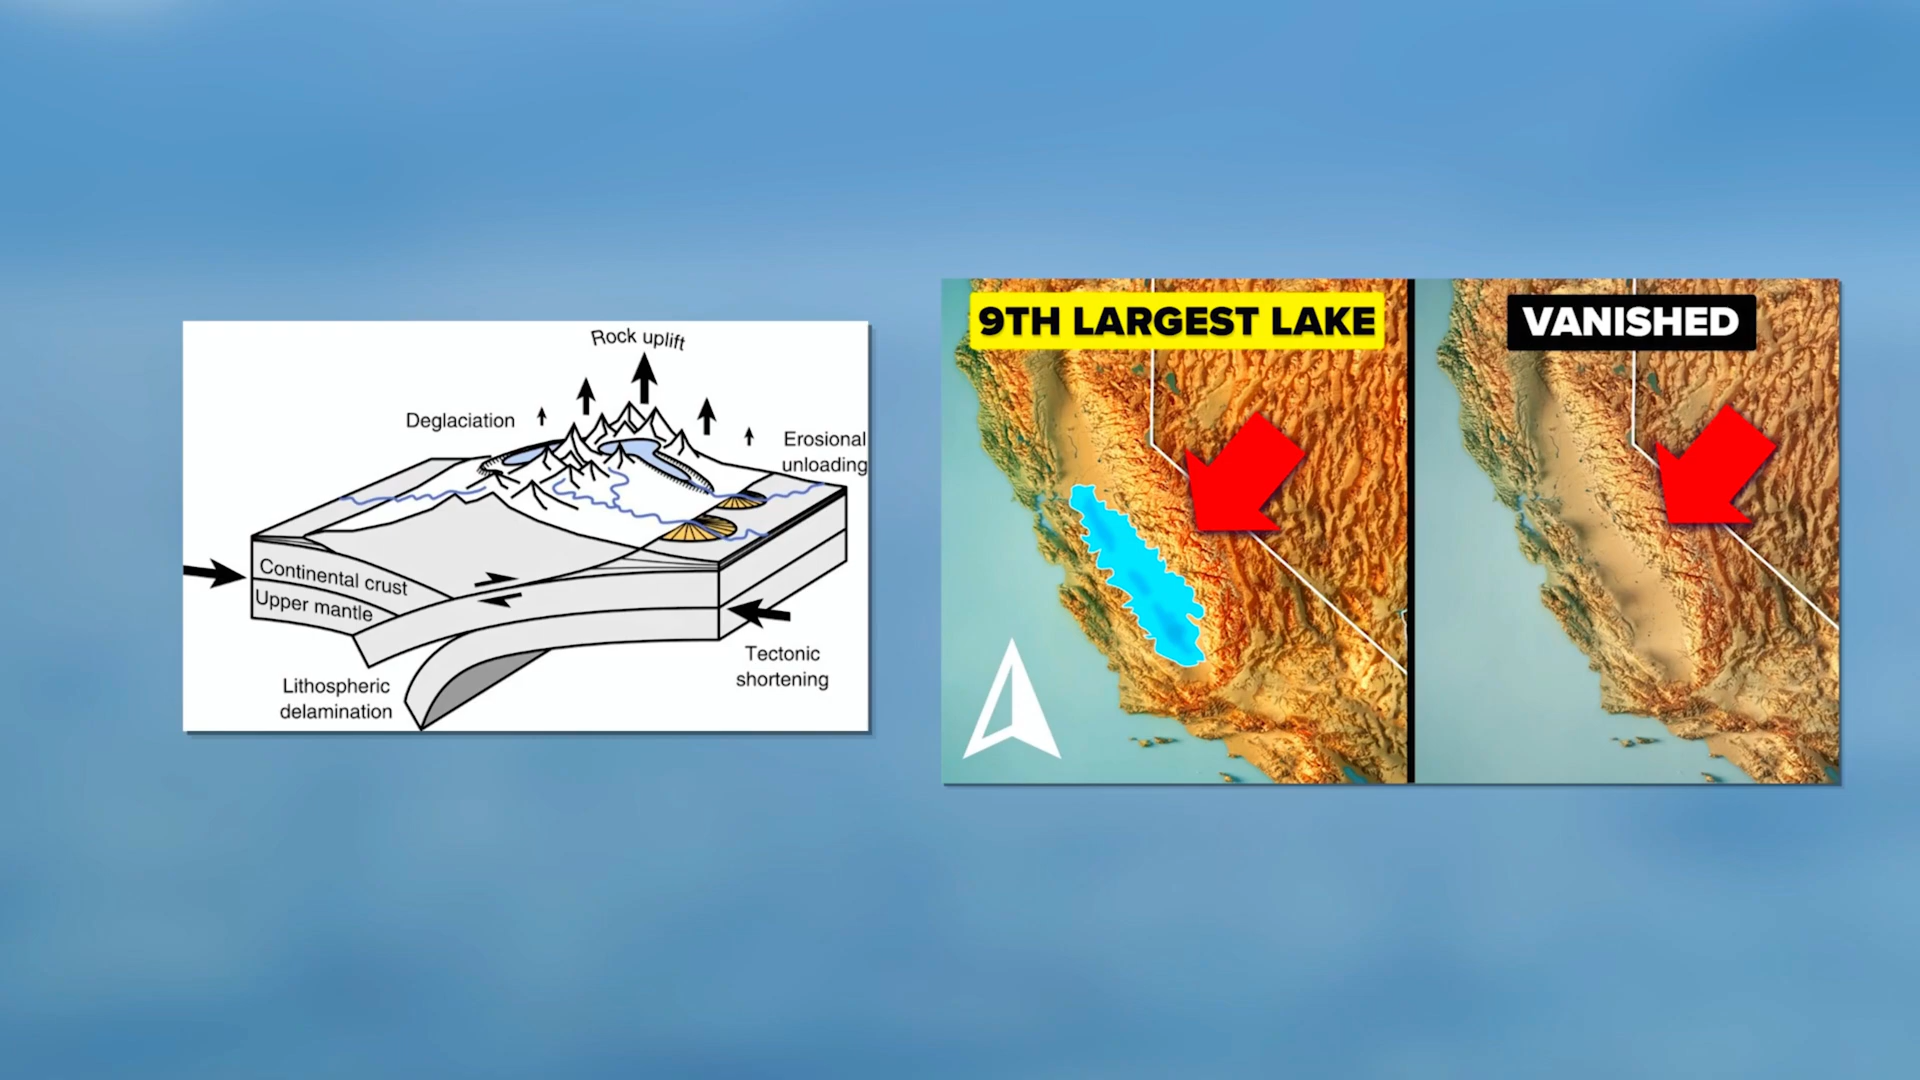 Rock uplift
Deglaciation
Erosional
unloading
Continental crust
Upper mantle
Tectonic
shortening
Lithospheric
delamination
9TH LARGEST LAKE
VANISHED